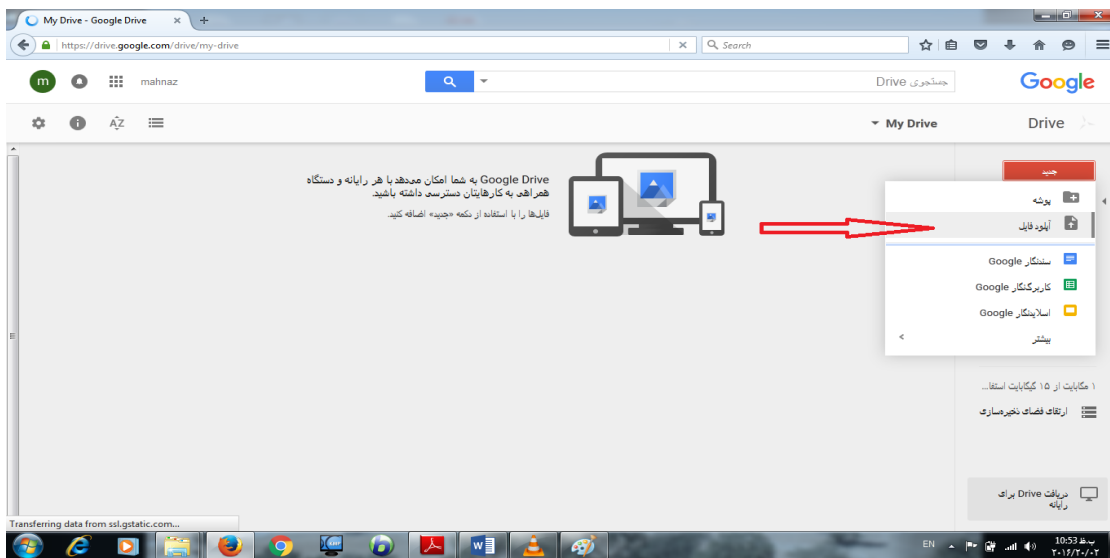 My Drive - Google Drive
https://drive.google.com/drive/my-drive
Search
m
mahnaz
جستجوی Drive
Google
AZ
My Drive
Drive
جدید
Google Drive به شما امکان می‌دهد با هر رایانه و دستگاه
همراهی به کارهایتان دسترسی داشته باشید.
فایل‌ها را با استفاده از دکمه «جدید» اضافه کنید.
پوشه
آپلود فایل
سندنگار Google
کاربرگ‌نگار Google
اسلایدنگار Google
بیشتر
۱ مگابایت از ۱۵ گیگابایت استفا...
ارتقای فضای ذخیره‌سازی
دریافت Drive برای
رایانه
Transferring data from ssl.gstatic.com...
EN
10:53 ب.ظ